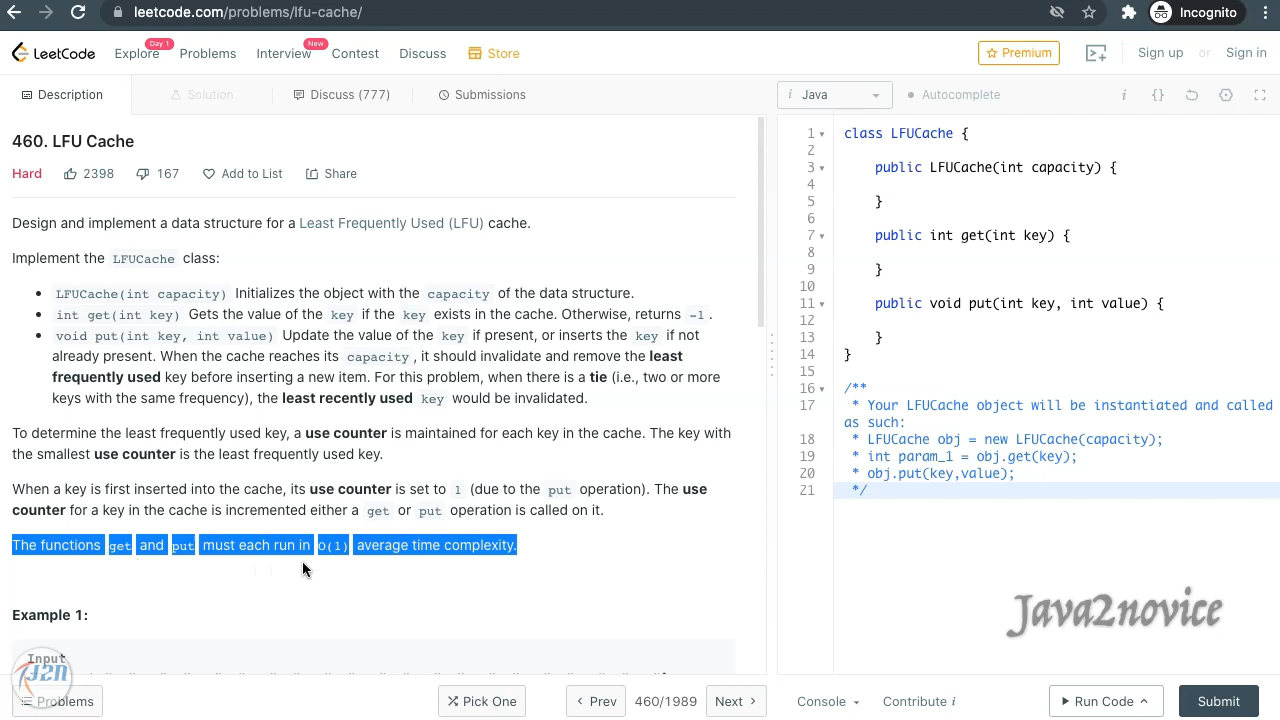 leetcode.com/problems/lfu-cache/
Incognito
LeetCode
Explore
Day 1
Problems
Interview
New
Contest
Discuss
Store
Premium
Sign up or Sign in
Description
Solution
Discuss (777)
Submissions
i Java
Autocomplete
i {}
460. LFU Cache
Hard 2398 167 Add to List Share
Design and implement a data structure for a Least Frequently Used (LFU) cache.
Implement the LFUCache class:
• LFUCache(int capacity) Initializes the object with the capacity of the data structure.
• int get(int key) Gets the value of the key if the key exists in the cache. Otherwise, returns -1 .
• void put(int key, int value) Update the value of the key if present, or inserts the key if not
already present. When the cache reaches its capacity , it should invalidate and remove the least
frequently used key before inserting a new item. For this problem, when there is a tie (i.e., two or more
keys with the same frequency), the least recently used key would be invalidated.
To determine the least frequently used key, a use counter is maintained for each key in the cache. The key with
the smallest use counter is the least frequently used key.
When a key is first inserted into the cache, its use counter is set to 1 (due to the put operation). The use
counter for a key in the cache is incremented either a get or put operation is called on it.
The functions get and put must each run in O(1) average time complexity.
Example 1:
Input
1 class LFUCache {
2
3 public LFUCache(int capacity) {
4
5 }
6
7 public int get(int key) {
8
9 }
10
11 public void put(int key, int value) {
12
13 }
14 }
15
16 /**
17 * Your LFUCache object will be instantiated and called
as such:
18 * LFUCache obj = new LFUCache(capacity);
19 * int param_1 = obj.get(key);
20 * obj.put(key,value);
21 */
Java2novice
J2N
Problems
Pick One
Prev
460/1989
Next
Console
Contribute i
Run Code
Submit